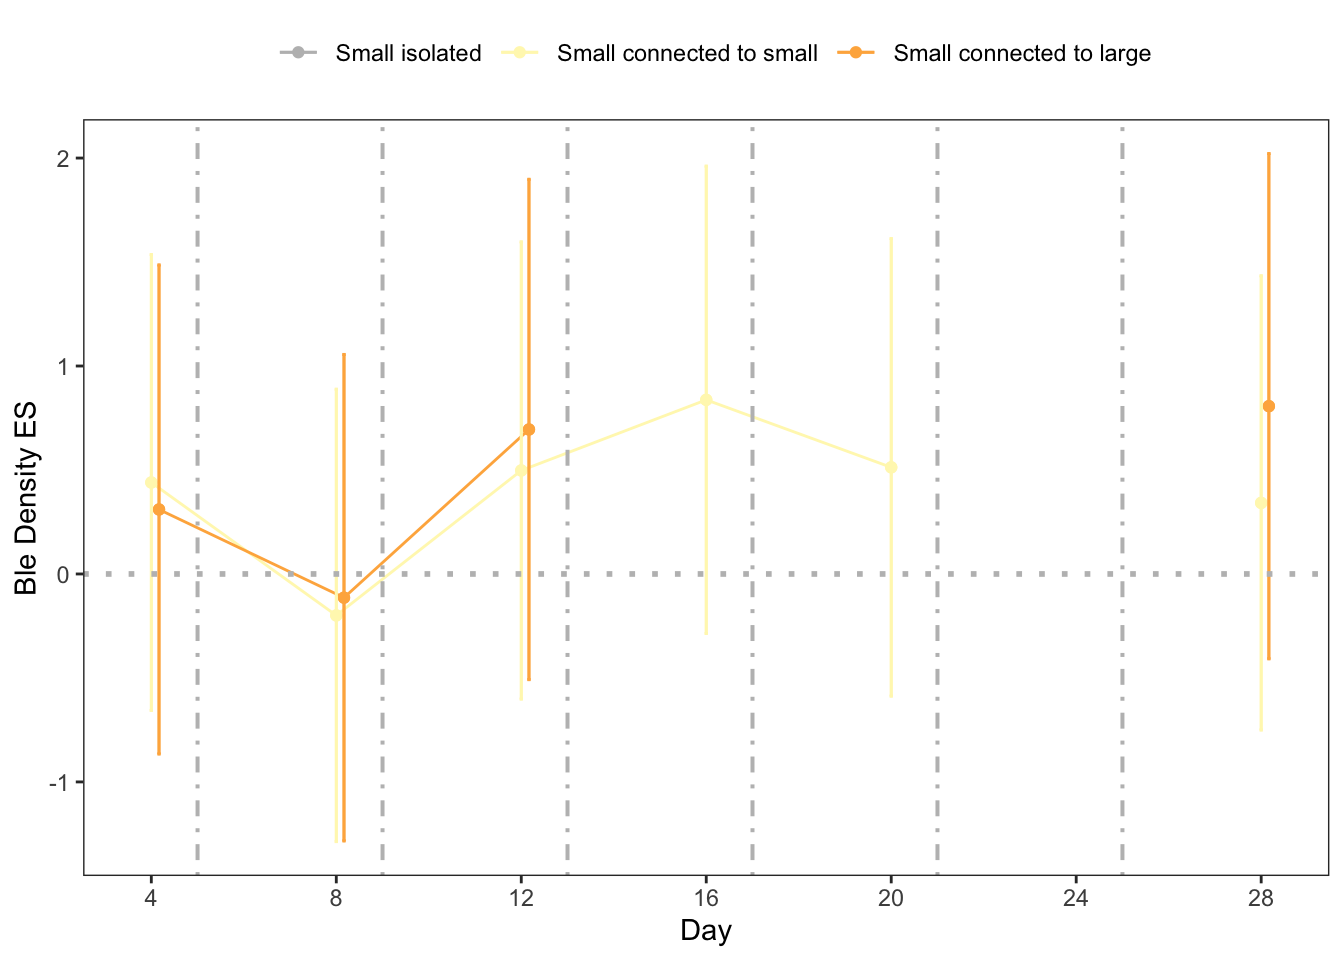 Small isolated Small connected to small Small connected to large
Ble Density ES
2
1
0
-1
4 8 12 16 20 24 28
Day